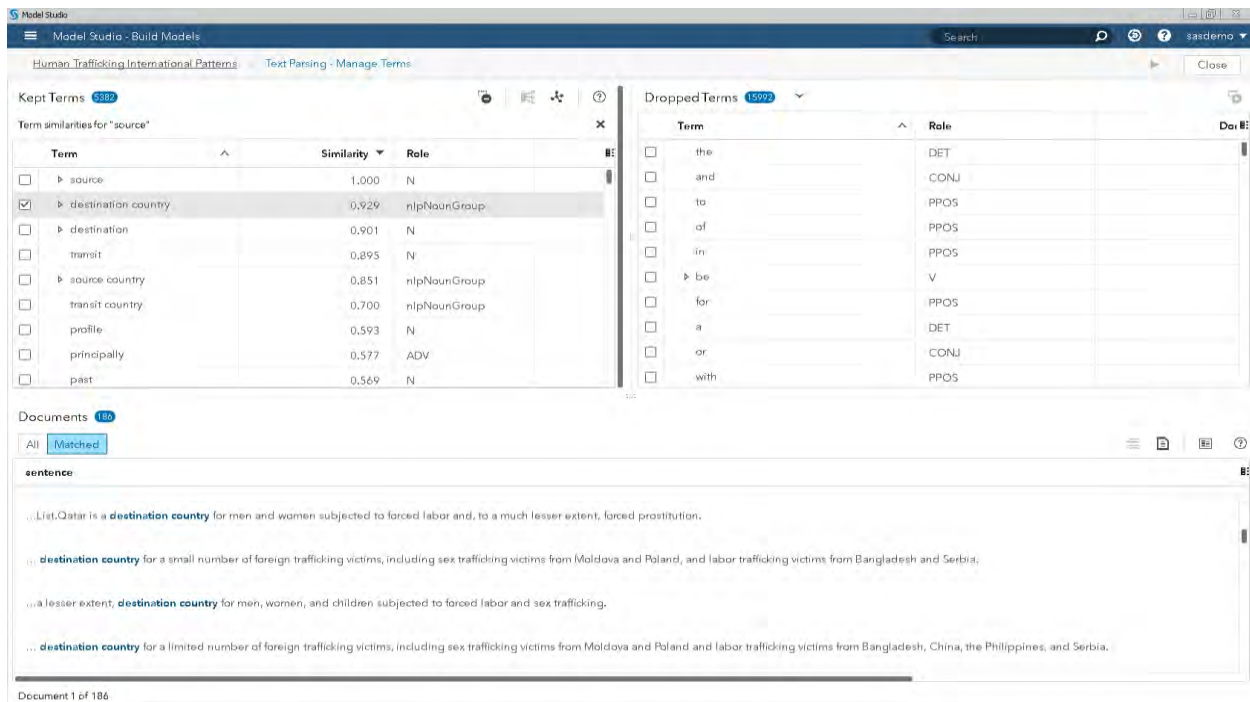 Model Studio
Model Studio - Build Models Search sasdemo
Human Trafficking International Patterns Text Parsing - Manage Terms Close
Kept Terms 5382
Term similarities for "source"
Term Similarity Role
source 1.000 N
destination country 0.929 nlpNounGroup
destination 0.901 N
transit 0.895 N
source country 0.851 nlpNounGroup
transit country 0.700 nlpNounGroup
profile 0.593 N
principally 0.577 ADV
past 0.569 N
Dropped Terms 15992
Term Role
the DET
and CONJ
to PPOS
of PPOS
in PPOS
be V
for PPOS
a DET
or CONJ
with PPOS
Documents 186
All Matched
sentence
...List.Qatar is a destination country for men and women subjected to forced labor and, to a much lesser extent, forced prostitution.
... destination country for a small number of foreign trafficking victims, including sex trafficking victims from Moldova and Poland, and labor trafficking victims from Bangladesh and Serbia.
...a lesser extent, destination country for men, women, and children subjected to forced labor and sex trafficking.
... destination country for a limited number of foreign trafficking victims, including sex trafficking victims from Moldova and Poland and labor trafficking victims from Bangladesh, China, the Philippines, and Serbia.
Document 1 of 186